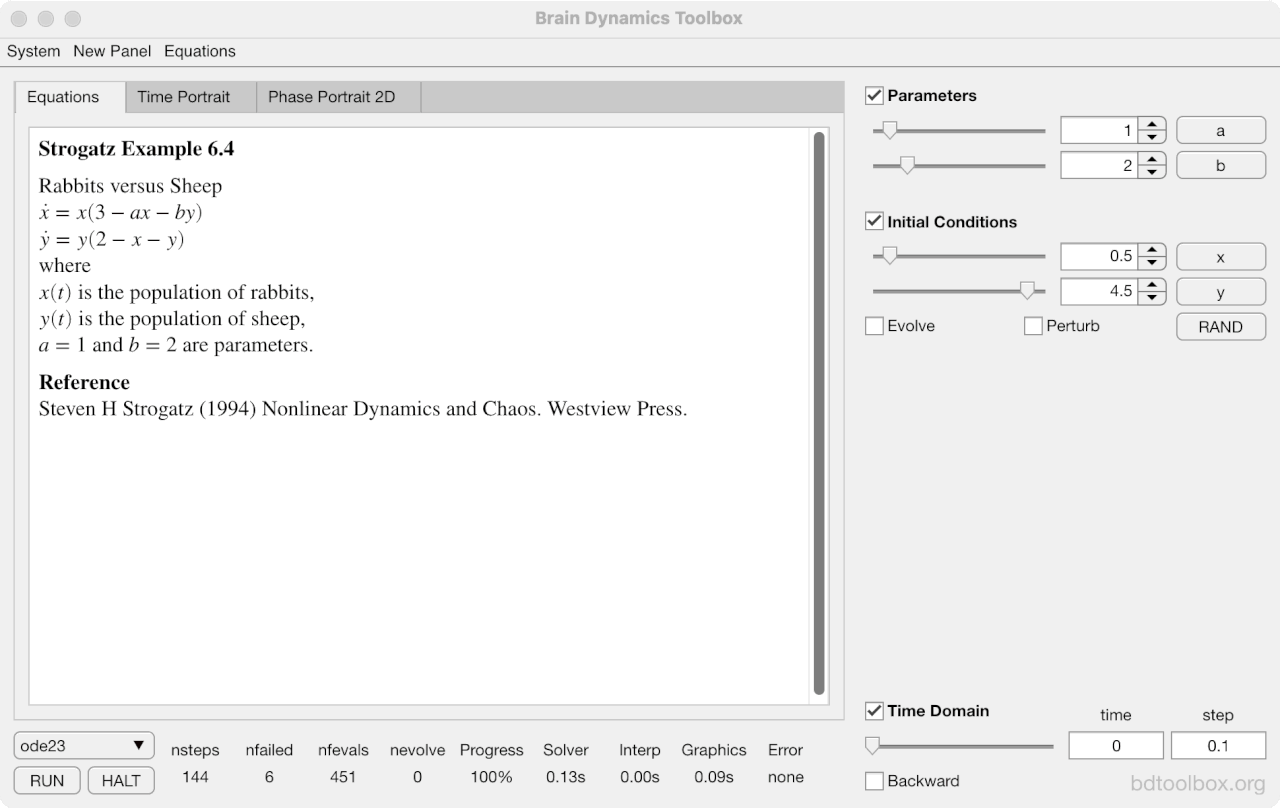 Brain Dynamics Toolbox
System New Panel Equations
Equations Time Portrait Phase Portrait 2D
Strogatz Example 6.4
Rabbits versus Sheep
ẋ = x(3 − ax − by)
ẏ = y(2 − x − y)
where
x(t) is the population of rabbits,
y(t) is the population of sheep,
a = 1 and b = 2 are parameters.
Reference
Steven H Strogatz (1994) Nonlinear Dynamics and Chaos. Westview Press.
Parameters
1 a
2 b
Initial Conditions
0.5 x
4.5 y
Evolve Perturb RAND
Time Domain time step
0 0.1
Backward
bdtoolbox.org
ode23 nsteps nfailed nfevals nevolve Progress Solver Interp Graphics Error
RUN HALT 144 6 451 0 100% 0.13s 0.00s 0.09s none